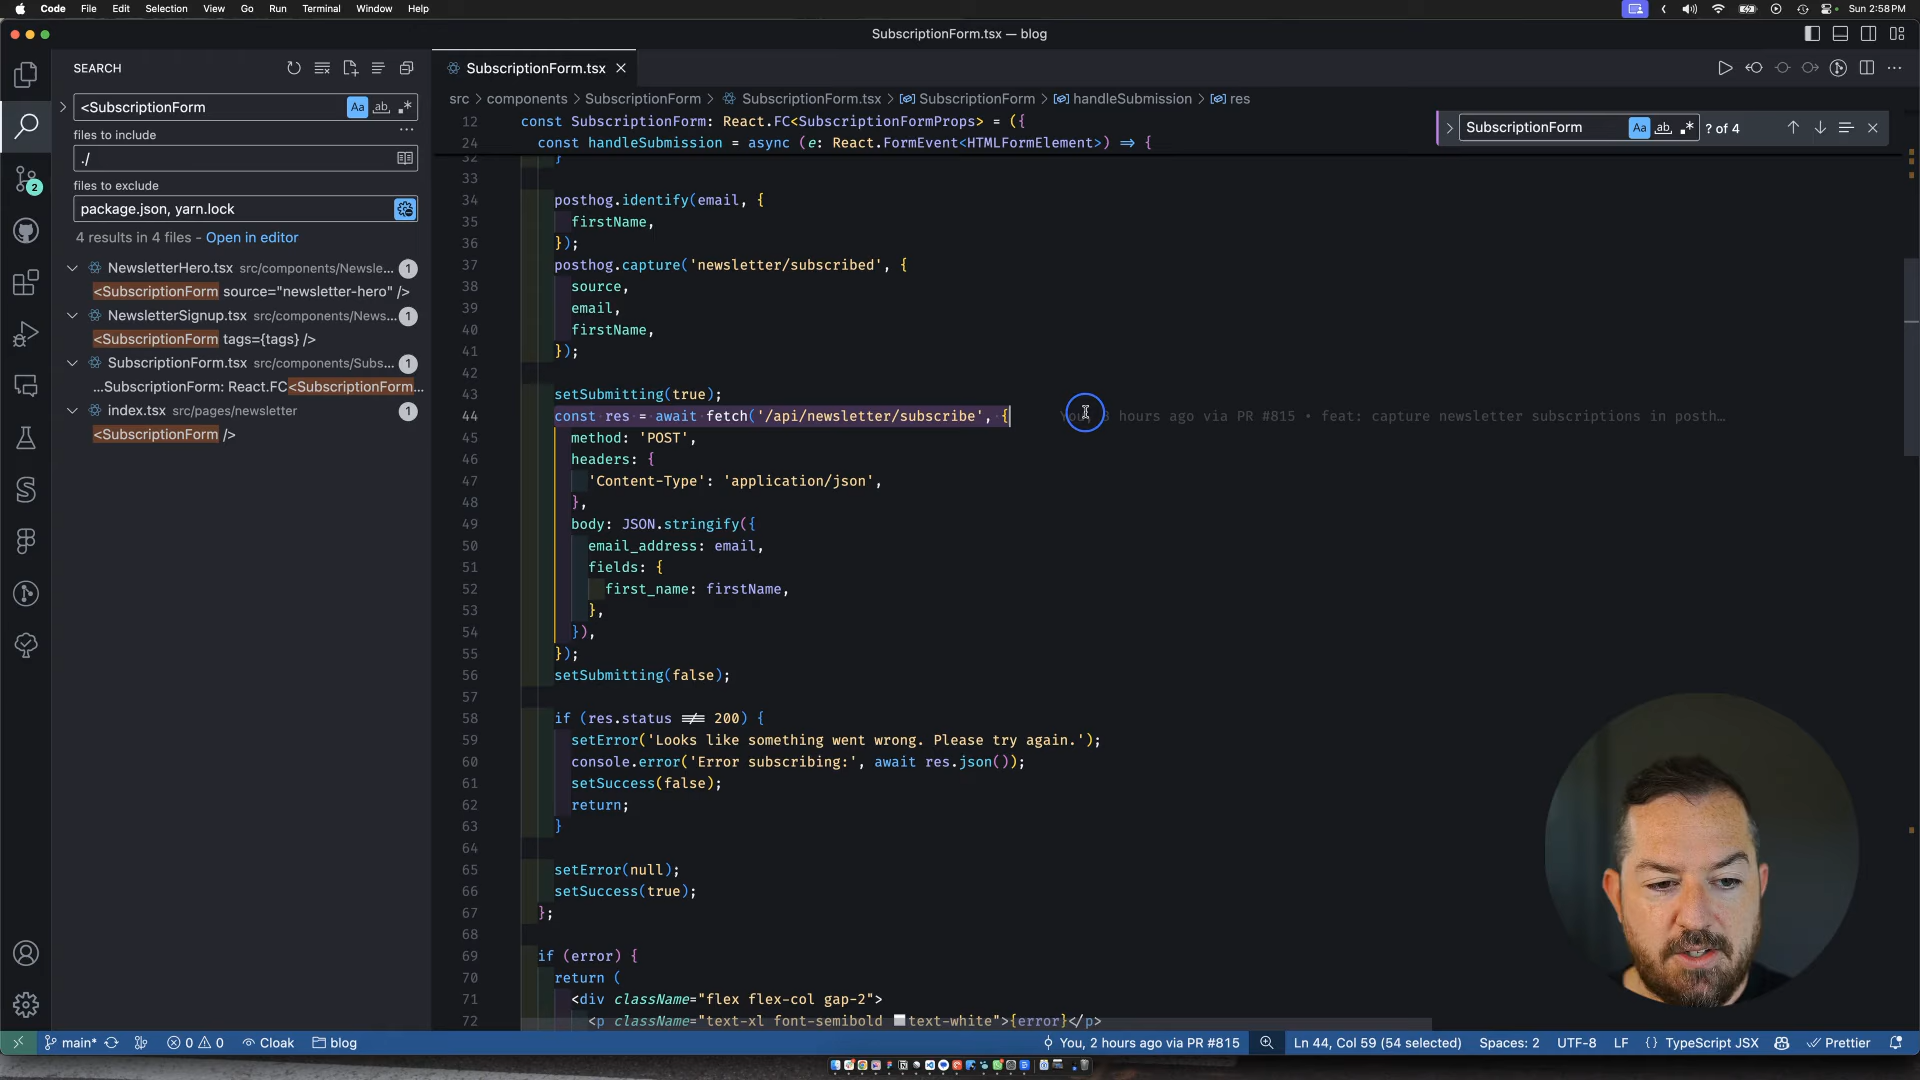 Code File Edit Selection View Go Run Terminal Window Help Sun 2:58 PM
SubscriptionForm.tsx — blog
SEARCH
<SubscriptionForm
Aa ab
files to include
./
files to exclude
package.json, yarn.lock
4 results in 4 files - Open in editor
NewsletterHero.tsx src/components/Newsle... 1
<SubscriptionForm source="newsletter-hero" />
NewsletterSignup.tsx src/components/News... 1
<SubscriptionForm tags={tags} />
SubscriptionForm.tsx src/components/Subs... 1
...SubscriptionForm: React.FC<SubscriptionForm...
index.tsx src/pages/newsletter 1
<SubscriptionForm />
2
SubscriptionForm.tsx
src > components > SubscriptionForm > SubscriptionForm.tsx > SubscriptionForm > handleSubmission > res
SubscriptionForm Aa ab ? of 4
12 const SubscriptionForm: React.FC<SubscriptionFormProps> = ({
24 const handleSubmission = async (e: React.FormEvent<HTMLFormElement>) => {
32 }
33
34 posthog.identify(email, {
35 firstName,
36 });
37 posthog.capture('newsletter/subscribed', {
38 source,
39 email,
40 firstName,
41 });
42
43 setSubmitting(true);
44 const res = await fetch('/api/newsletter/subscribe', { hours ago via PR #815 • feat: capture newsletter subscriptions in posth...
45 method: 'POST',
46 headers: {
47 'Content-Type': 'application/json',
48 },
49 body: JSON.stringify({
50 email_address: email,
51 fields: {
52 first_name: firstName,
53 },
54 }),
55 });
56 setSubmitting(false);
57
58 if (res.status !== 200) {
59 setError('Looks like something went wrong. Please try again.');
60 console.error('Error subscribing:', await res.json());
61 setSuccess(false);
62 return;
63 }
64
65 setError(null);
66 setSuccess(true);
67 };
68
69 if (error) {
70 return (
71 <div className="flex flex-col gap-2">
72 <p className="text-xl font-semibold text-white">{error}</p>
main* 0 0 Cloak blog You, 2 hours ago via PR #815 Ln 44, Col 59 (54 selected) Spaces: 2 UTF-8 LF {} TypeScript JSX Prettier